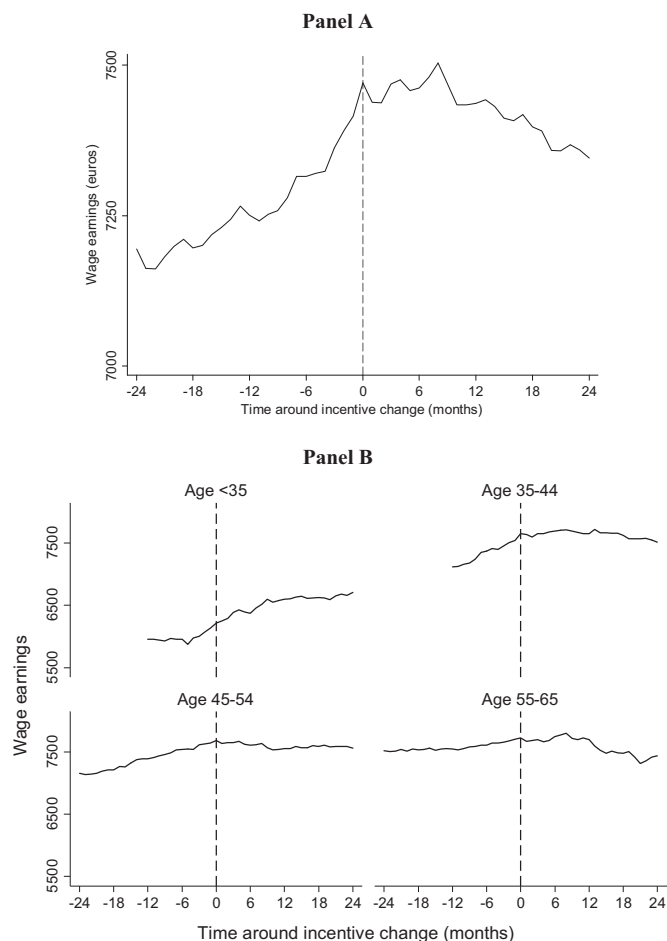 Panel A
Wage earnings (euros)
7500
7250
7000
-24 -18 -12 -6 0 6 12 18 24
Time around incentive change (months)
Panel B
Wage earnings
Age <35
Age 35-44
7500
6500
5500
Age 45-54
Age 55-65
7500
6500
5500
-24 -18 -12 -6 0 6 12 18 24
-24 -18 -12 -6 0 6 12 18 24
Time around incentive change (months)